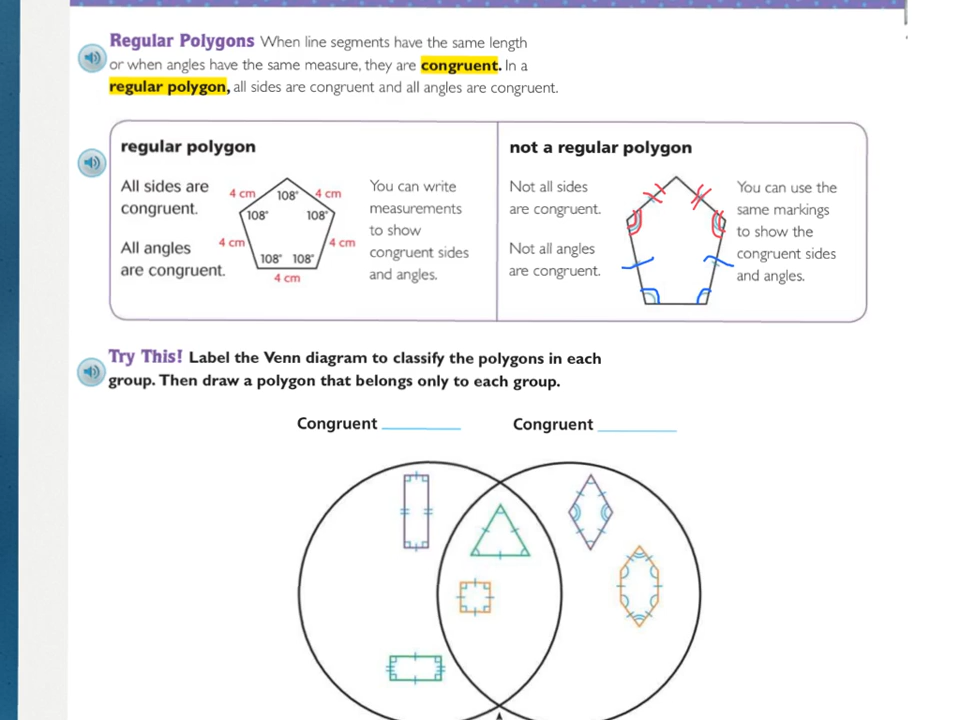 Regular Polygons When line segments have the same length
or when angles have the same measure, they are congruent. In a
regular polygon, all sides are congruent and all angles are congruent.
regular polygon
All sides are
congruent.
All angles
are congruent.
4 cm
108°
4 cm
108°
108°
4 cm
4 cm
108°
108°
4 cm
You can write
measurements
to show
congruent sides
and angles.
not a regular polygon
Not all sides
are congruent.
Not all angles
are congruent.
You can use the
same markings
to show the
congruent sides
and angles.
Try This! Label the Venn diagram to classify the polygons in each
group. Then draw a polygon that belongs only to each group.
Congruent
Congruent